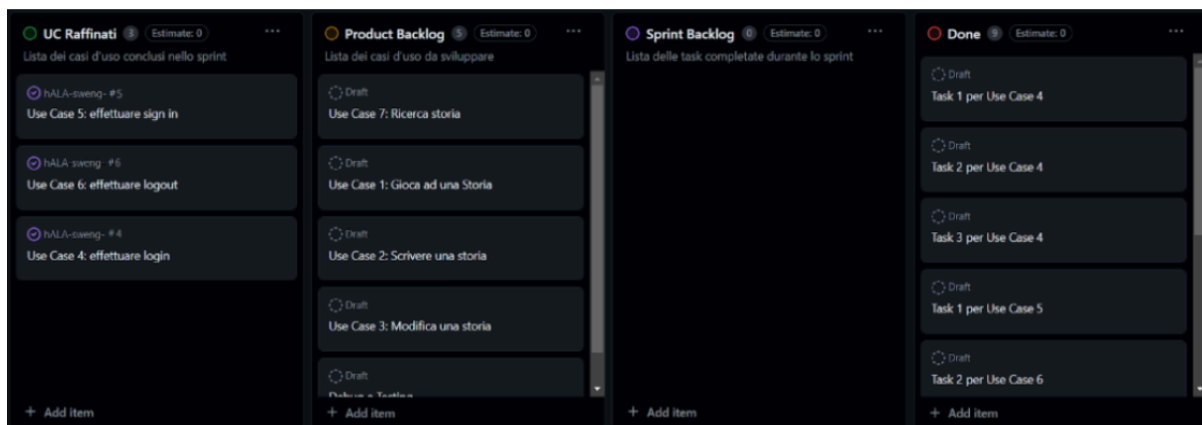 UC Raffinati 3 Estimate: 0
Lista dei casi d'uso conclusi nello sprint
hALA-sweng- #5
Use Case 5: effettuare sign in
hALA-sweng- #6
Use Case 6: effettuare logout
hALA-sweng- #4
Use Case 4: effettuare login
+ Add item
Product Backlog 5 Estimate: 0
Lista dei casi d'uso da sviluppare
Draft
Use Case 7: Ricerca storia
Draft
Use Case 1: Gioca ad una Storia
Draft
Use Case 2: Scrivere una storia
Draft
Use Case 3: Modifica una storia
Draft
Debug e Testing
+ Add item
Sprint Backlog 0 Estimate: 0
Lista delle task completate durante lo sprint
+ Add item
Done 9 Estimate: 0
Draft
Task 1 per Use Case 4
Draft
Task 2 per Use Case 4
Draft
Task 3 per Use Case 4
Draft
Task 1 per Use Case 5
Draft
Task 2 per Use Case 6
+ Add item